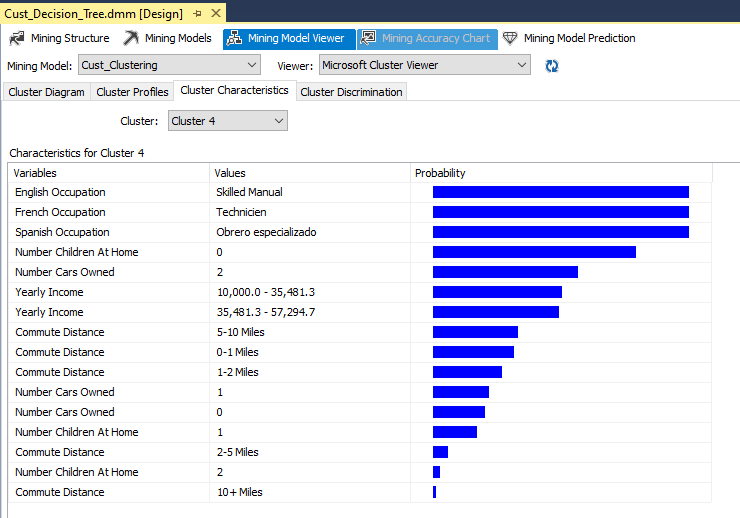 Cust_Decision_Tree.dmm [Design]
Mining Structure Mining Models Mining Model Viewer Mining Accuracy Chart Mining Model Prediction
Mining Model: Cust_Clustering Viewer: Microsoft Cluster Viewer
Cluster Diagram Cluster Profiles Cluster Characteristics Cluster Discrimination
Cluster: Cluster 4
Characteristics for Cluster 4
Variables Values Probability
English Occupation Skilled Manual
French Occupation Technicien
Spanish Occupation Obrero especializado
Number Children At Home 0
Number Cars Owned 2
Yearly Income 10,000.0 - 35,481.3
Yearly Income 35,481.3 - 57,294.7
Commute Distance 5-10 Miles
Commute Distance 0-1 Miles
Commute Distance 1-2 Miles
Number Cars Owned 1
Number Cars Owned 0
Number Children At Home 1
Commute Distance 2-5 Miles
Number Children At Home 2
Commute Distance 10+ Miles